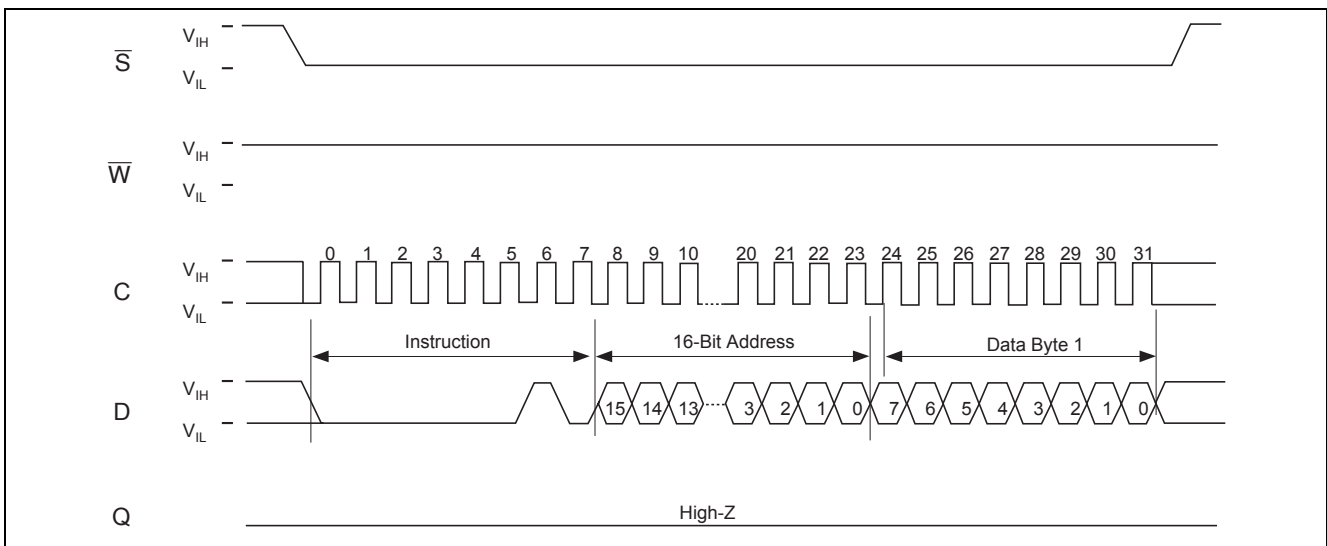 S̅
V_IH
V_IL
W̅
V_IH
V_IL
C
V_IH
V_IL
0 1 2 3 4 5 6 7 8 9 10 20 21 22 23 24 25 26 27 28 29 30 31
Instruction
16-Bit Address
Data Byte 1
D
V_IH
V_IL
15 14 13 3 2 1 0 7 6 5 4 3 2 1 0
Q
High-Z